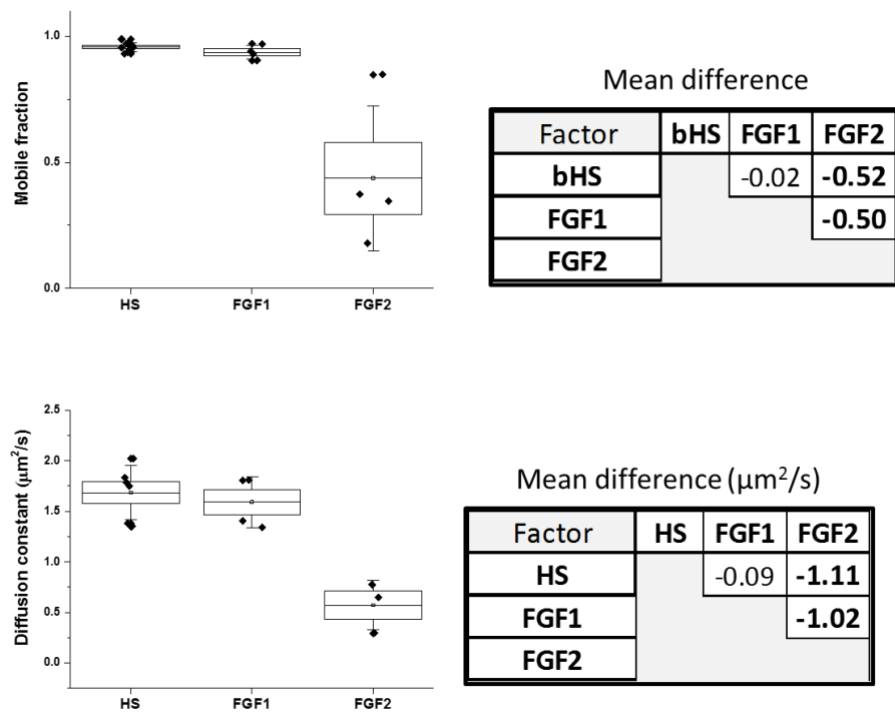 Mobile fraction
1.0
0.5
0.0
HS FGF1 FGF2
Mean difference
Factor bHS FGF1 FGF2
bHS -0.02 -0.52
FGF1 -0.50
FGF2
Diffusion constant (μm²/s)
2.5
2.0
1.5
1.0
0.5
0.0
HS FGF1 FGF2
Mean difference (μm²/s)
Factor HS FGF1 FGF2
HS -0.09 -1.11
FGF1 -1.02
FGF2